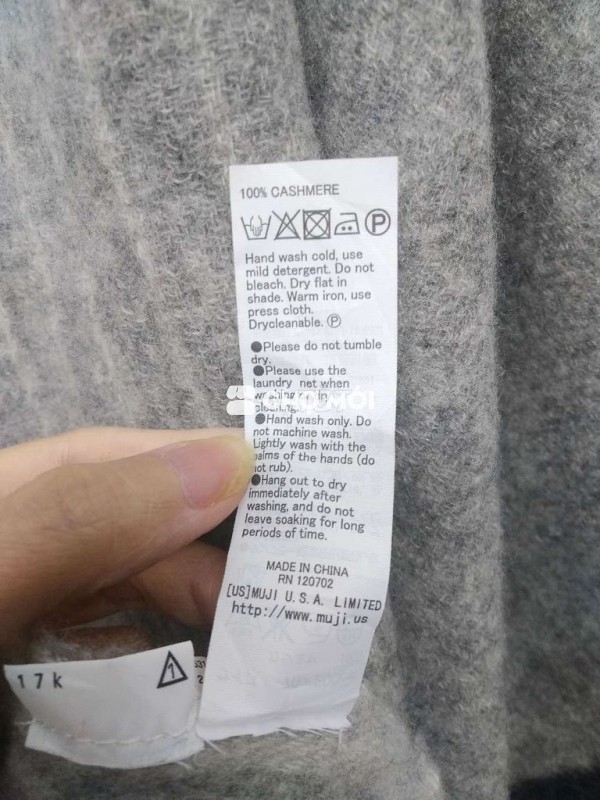 100% CASHMERE
P
Hand wash cold, use
mild detergent. Do not
bleach. Dry flat in
shade. Warm iron, use
press cloth.
Drycleanable. Ⓟ
●Please do not tumble
dry.
●Please use the
laundry net when
●Hand wash only. Do
not machine wash.
Lightly wash with the
palms of the hands (do
not rub).
●Hang out to dry
immediately after
washing, and do not
leave soaking for long
periods of time.
MADE IN CHINA
RN 120702
[US]MUJI U.S.A. LIMITED
http://www.muji.us
17k
1